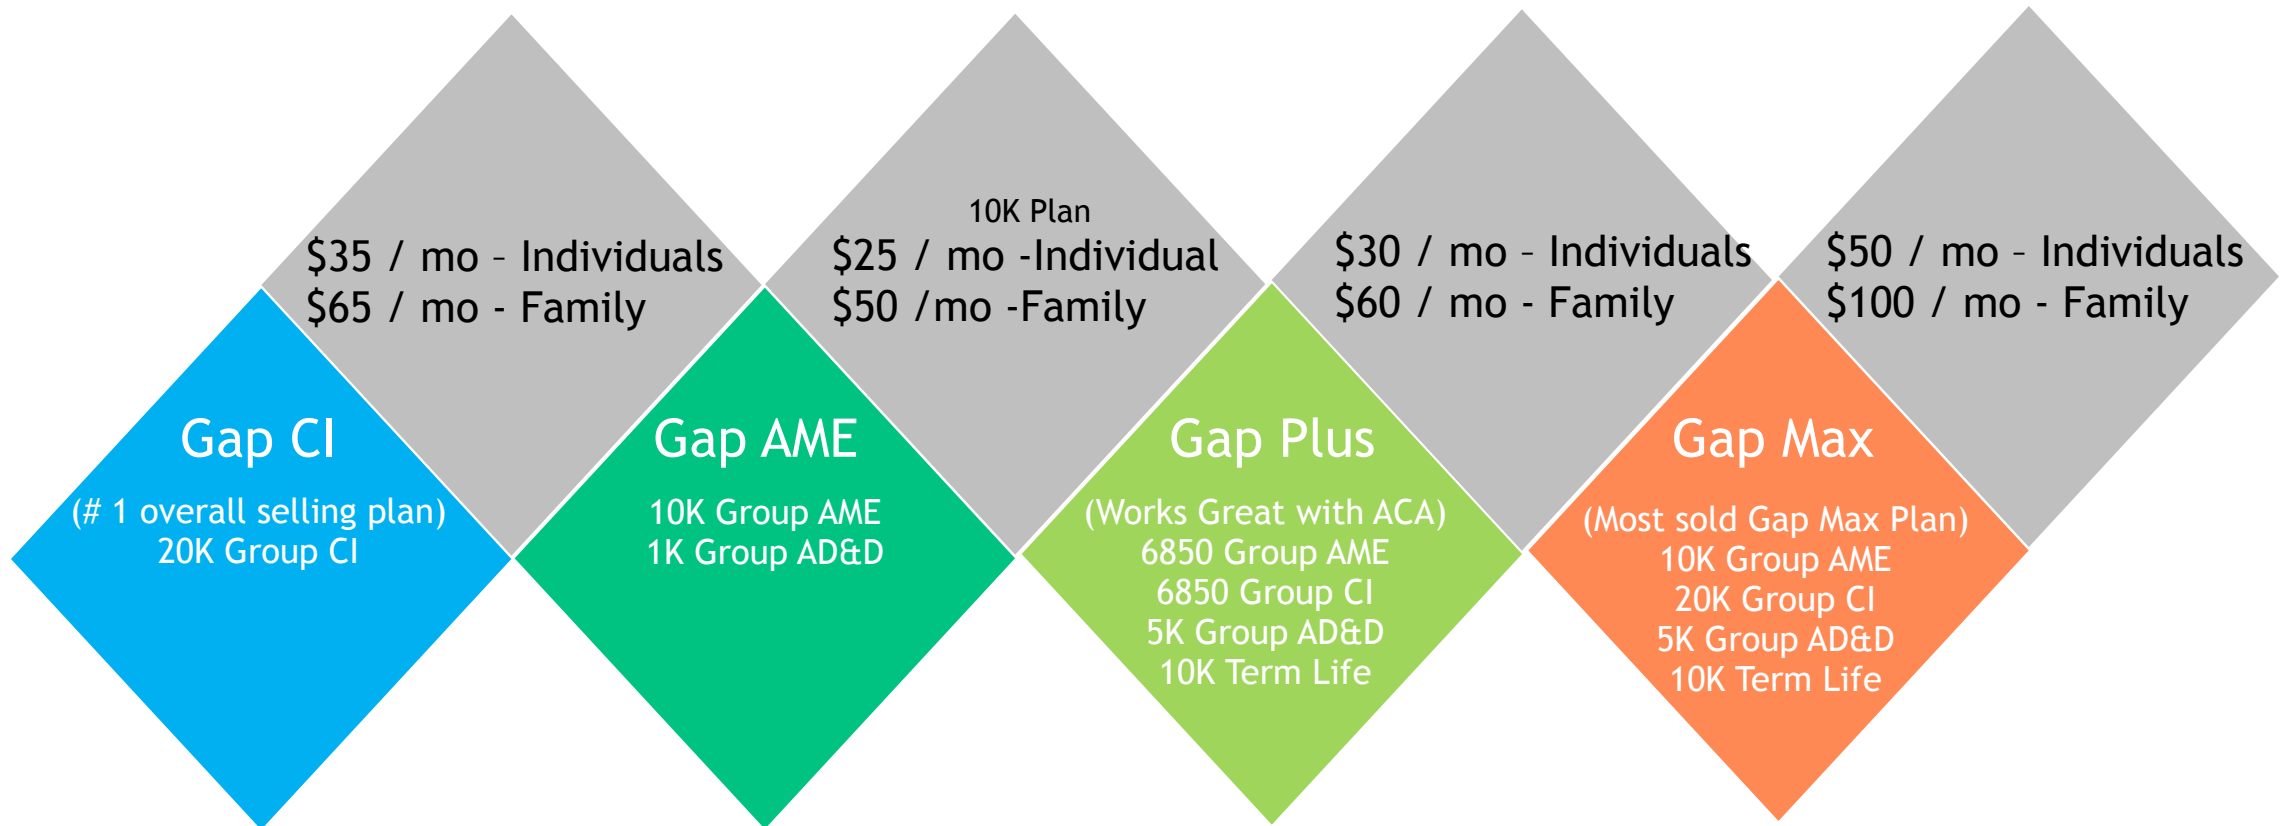 $35 / mo – Individuals
$65 / mo - Family
10K Plan
$25 / mo -Individual
$50 /mo -Family
$30 / mo – Individuals
$60 / mo - Family
$50 / mo – Individuals
$100 / mo - Family
Gap CI
(# 1 overall selling plan)
20K Group CI
Gap AME
10K Group AME
1K Group AD&D
Gap Plus
(Works Great with ACA)
6850 Group AME
6850 Group CI
5K Group AD&D
10K Term Life
Gap Max
(Most sold Gap Max Plan)
10K Group AME
20K Group CI
5K Group AD&D
10K Term Life